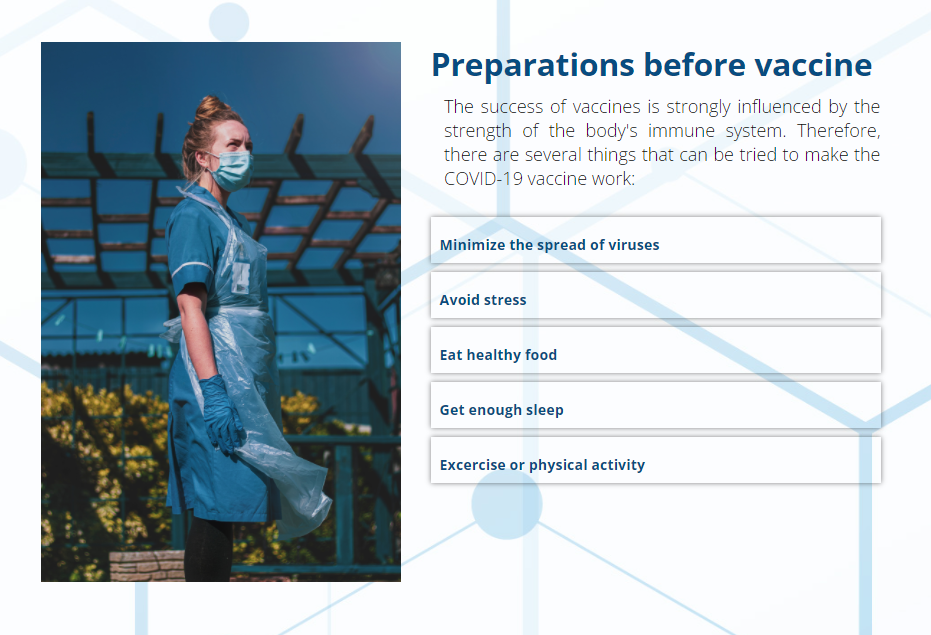 Preparations before vaccine
The success of vaccines is strongly influenced by the
strength of the body's immune system. Therefore,
there are several things that can be tried to make the
COVID-19 vaccine work:
Minimize the spread of viruses
Avoid stress
Eat healthy food
Get enough sleep
Excercise or physical activity